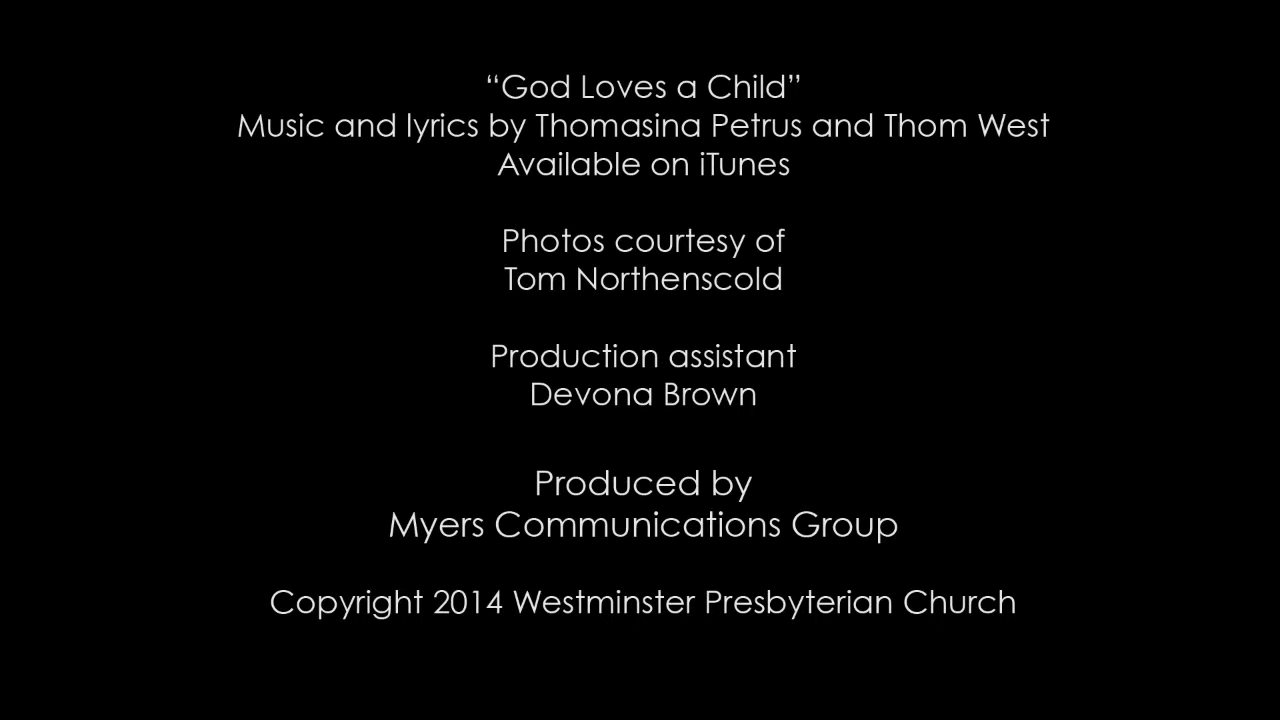 “God Loves a Child”
Music and lyrics by Thomasina Petrus and Thom West
Available on iTunes
Photos courtesy of
Tom Northenscold
Production assistant
Devona Brown
Produced by
Myers Communications Group
Copyright 2014 Westminster Presbyterian Church